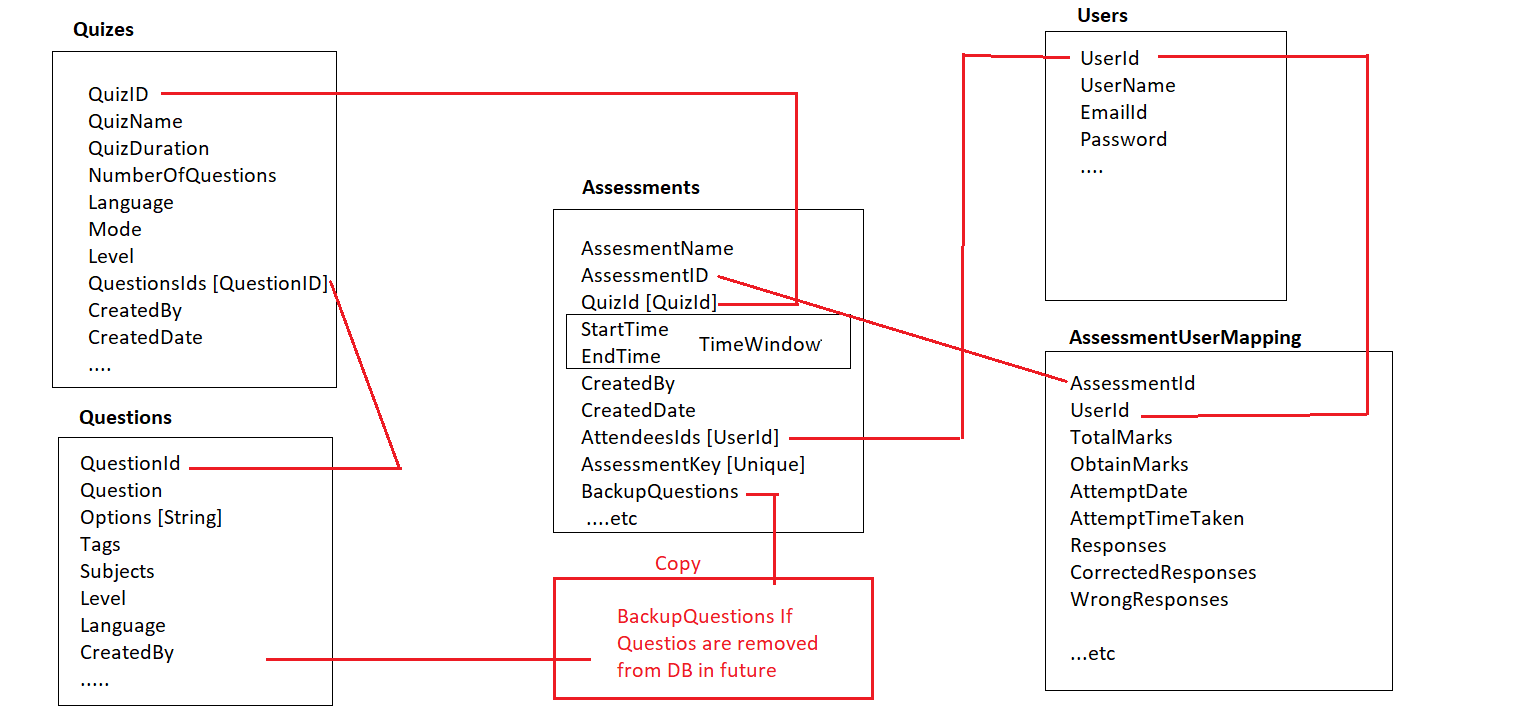 Quizes
QuizID
QuizName
QuizDuration
NumberOfQuestions
Language
Mode
Level
QuestionsIds [QuestionID]
CreatedBy
CreatedDate
....
Questions
QuestionId
Question
Options [String]
Tags
Subjects
Level
Language
CreatedBy
.....
Assessments
AssesmentName
AssessmentID
QuizId [QuizId]
StartTime
EndTime
TimeWindow
CreatedBy
CreatedDate
AttendeesIds [UserId]
AssessmentKey [Unique]
BackupQuestions
....etc
Copy
BackupQuestions If
Questios are removed
from DB in future
Users
UserId
UserName
EmailId
Password
....
AssessmentUserMapping
AssessmentId
UserId
TotalMarks
ObtainMarks
AttemptDate
AttemptTimeTaken
Responses
CorrectedResponses
WrongResponses
...etc